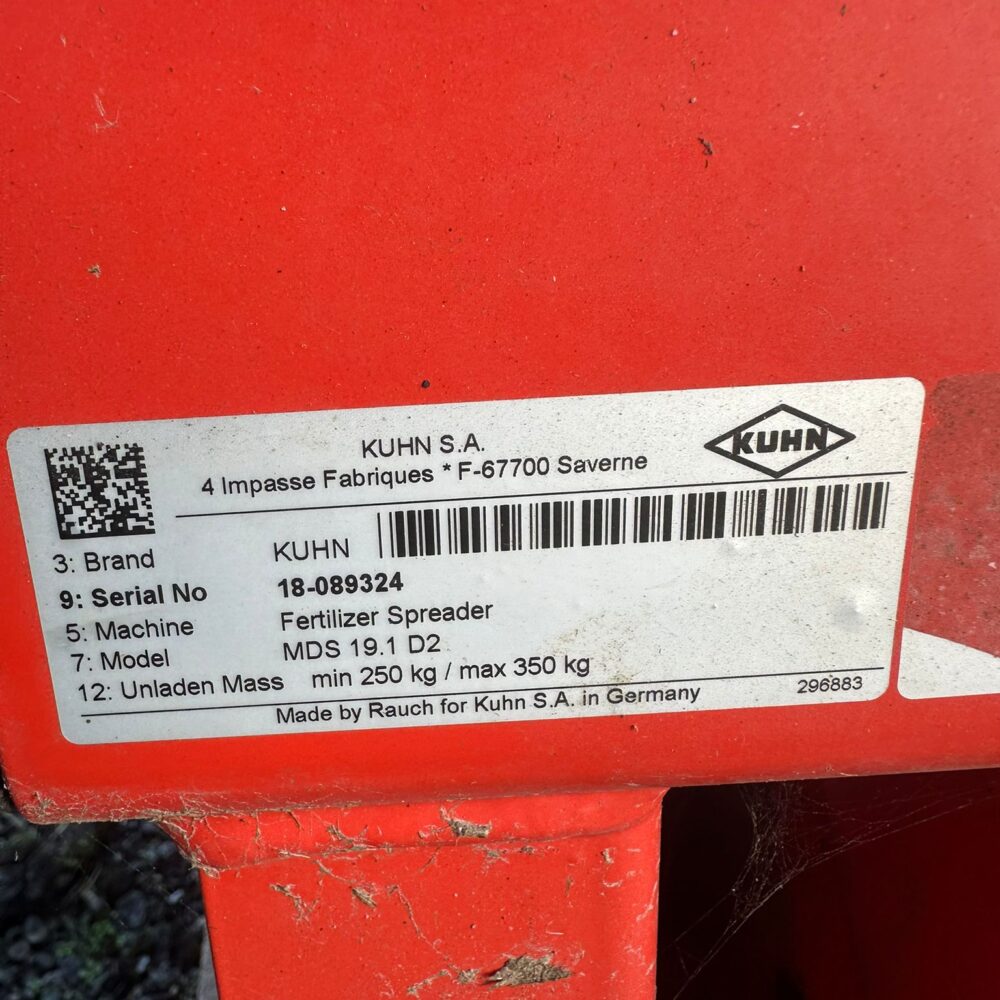 KUHN S.A.
4 Impasse Fabriques * F-67700 Saverne
KUHN
3: Brand KUHN
9: Serial No 18-089324
5: Machine Fertilizer Spreader
7: Model MDS 19.1 D2
12: Unladen Mass min 250 kg / max 350 kg
Made by Rauch for Kuhn S.A. in Germany 296883